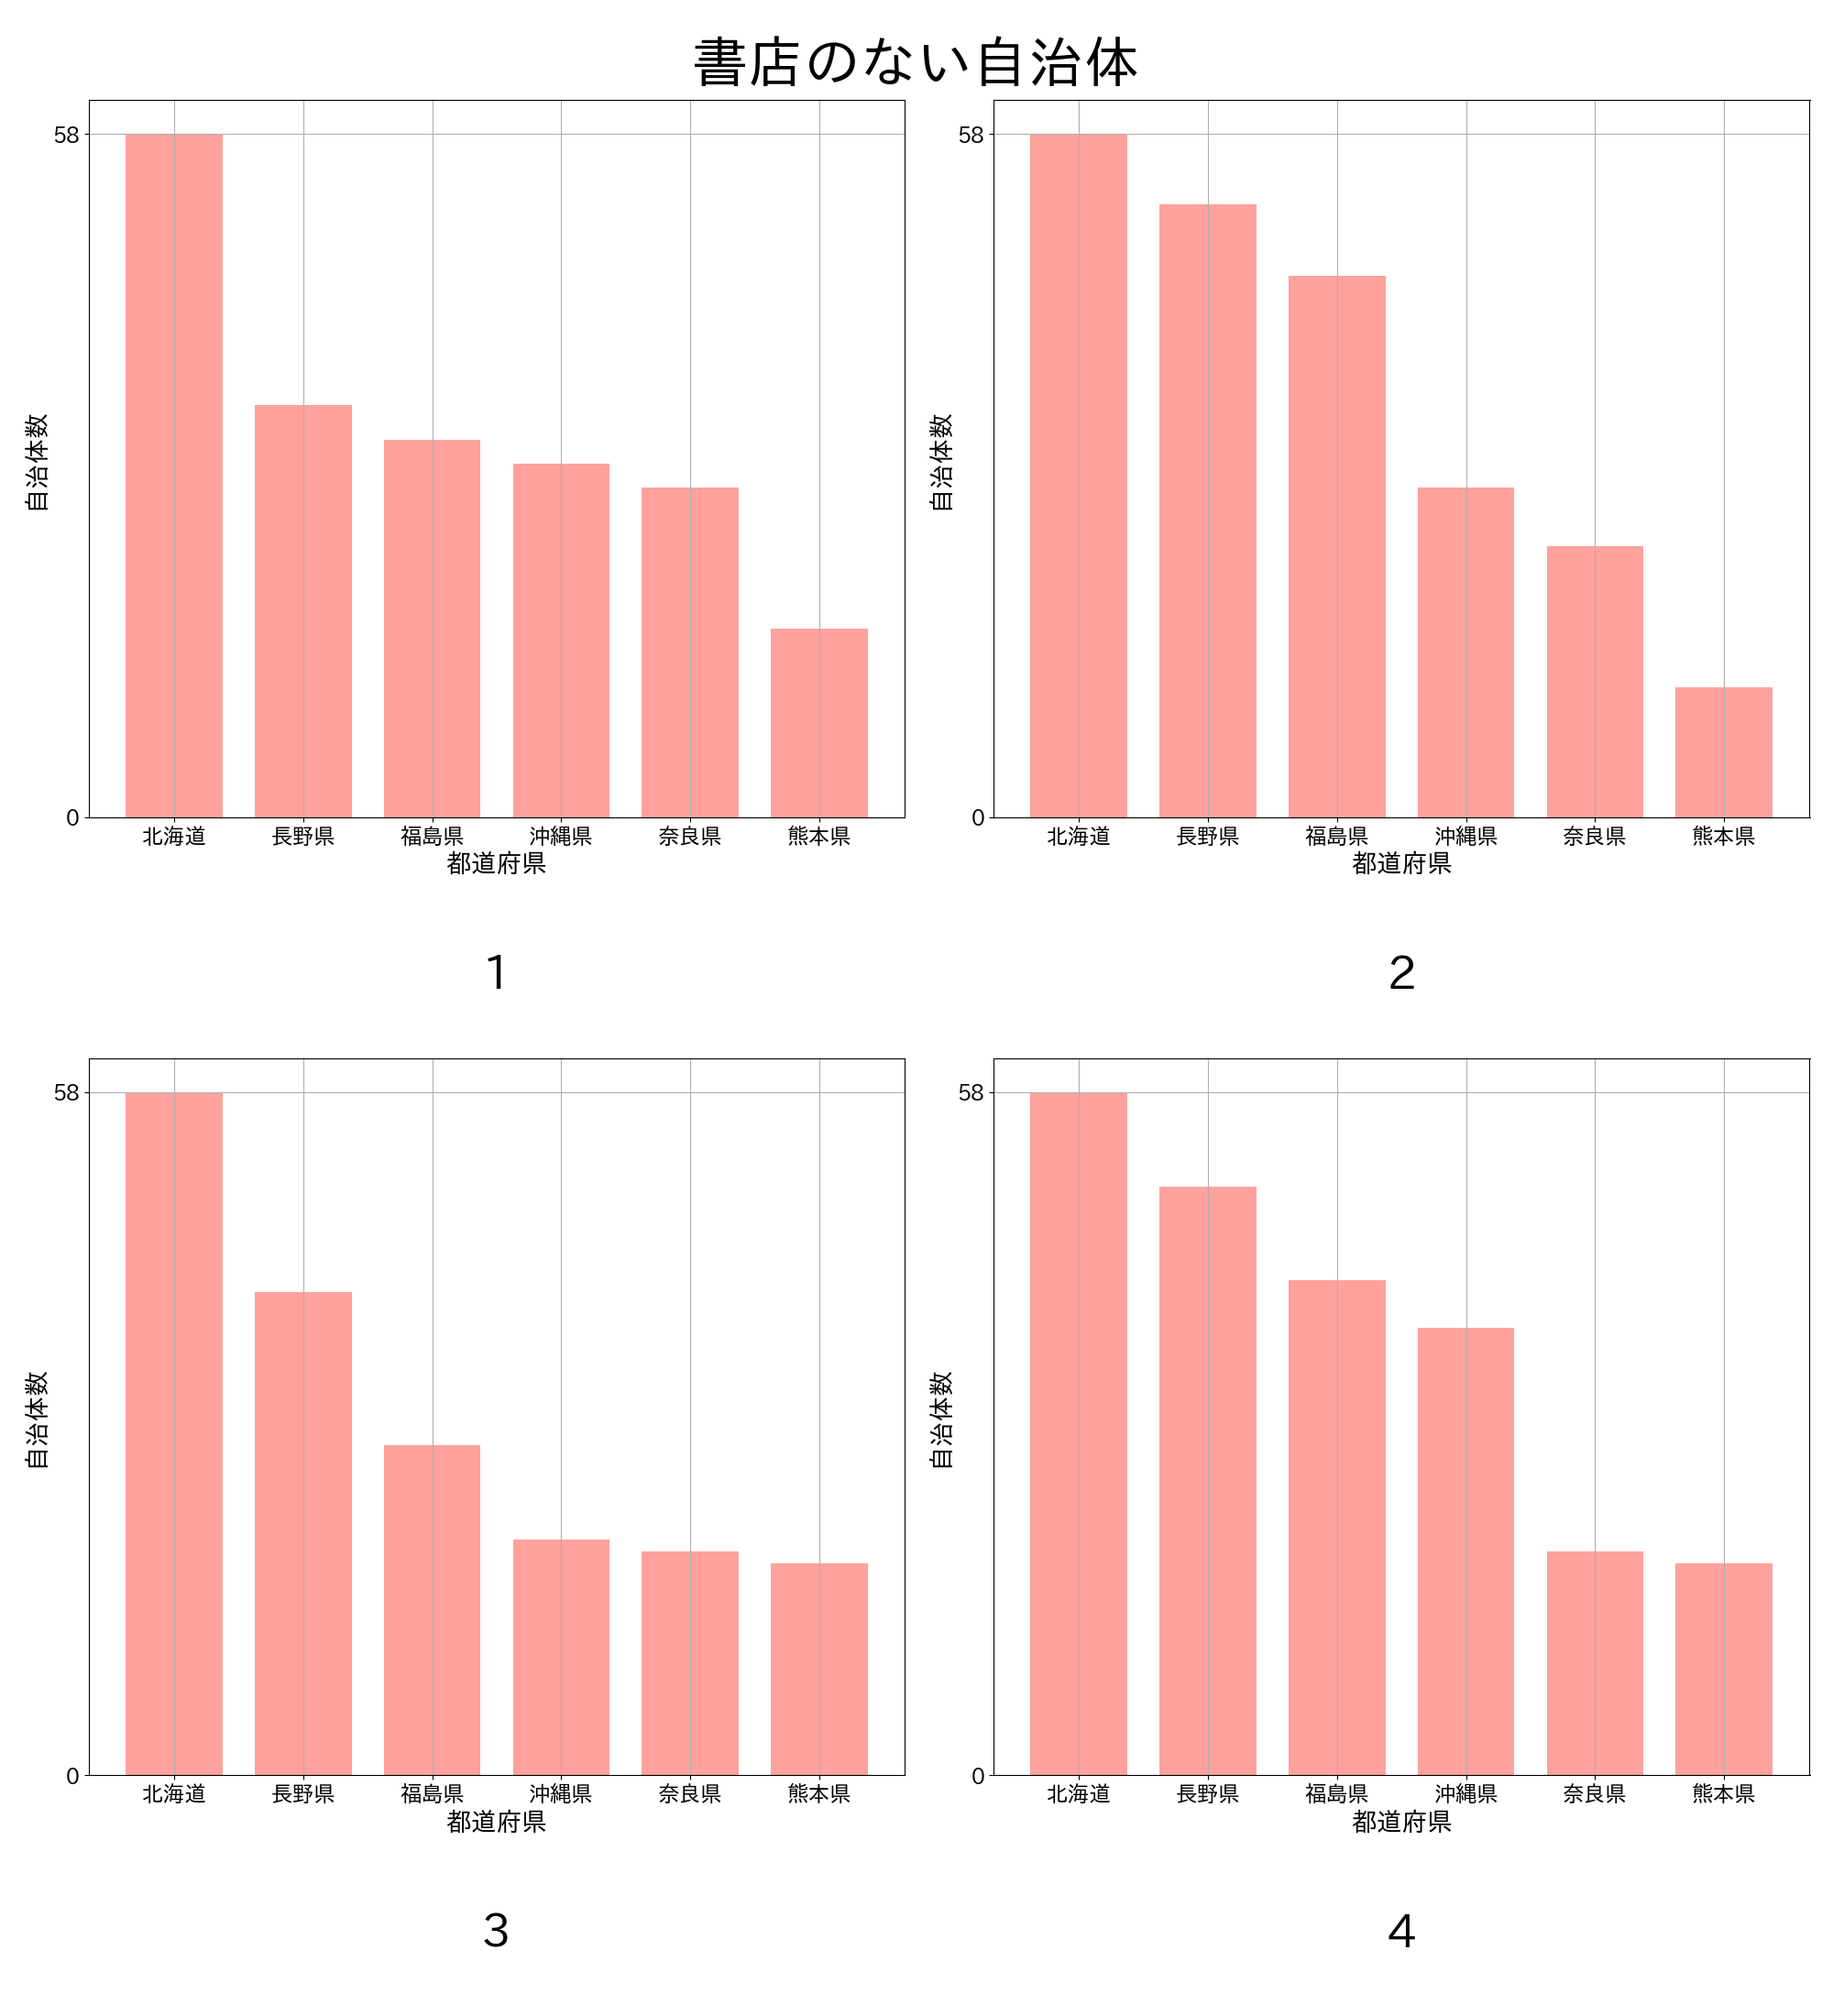 書店のない自治体
58
0
自治体数
北海道 長野県 福島県 沖縄県 奈良県 熊本県
都道府県
1
58
0
自治体数
北海道 長野県 福島県 沖縄県 奈良県 熊本県
都道府県
2
58
0
自治体数
北海道 長野県 福島県 沖縄県 奈良県 熊本県
都道府県
3
58
0
自治体数
北海道 長野県 福島県 沖縄県 奈良県 熊本県
都道府県
4